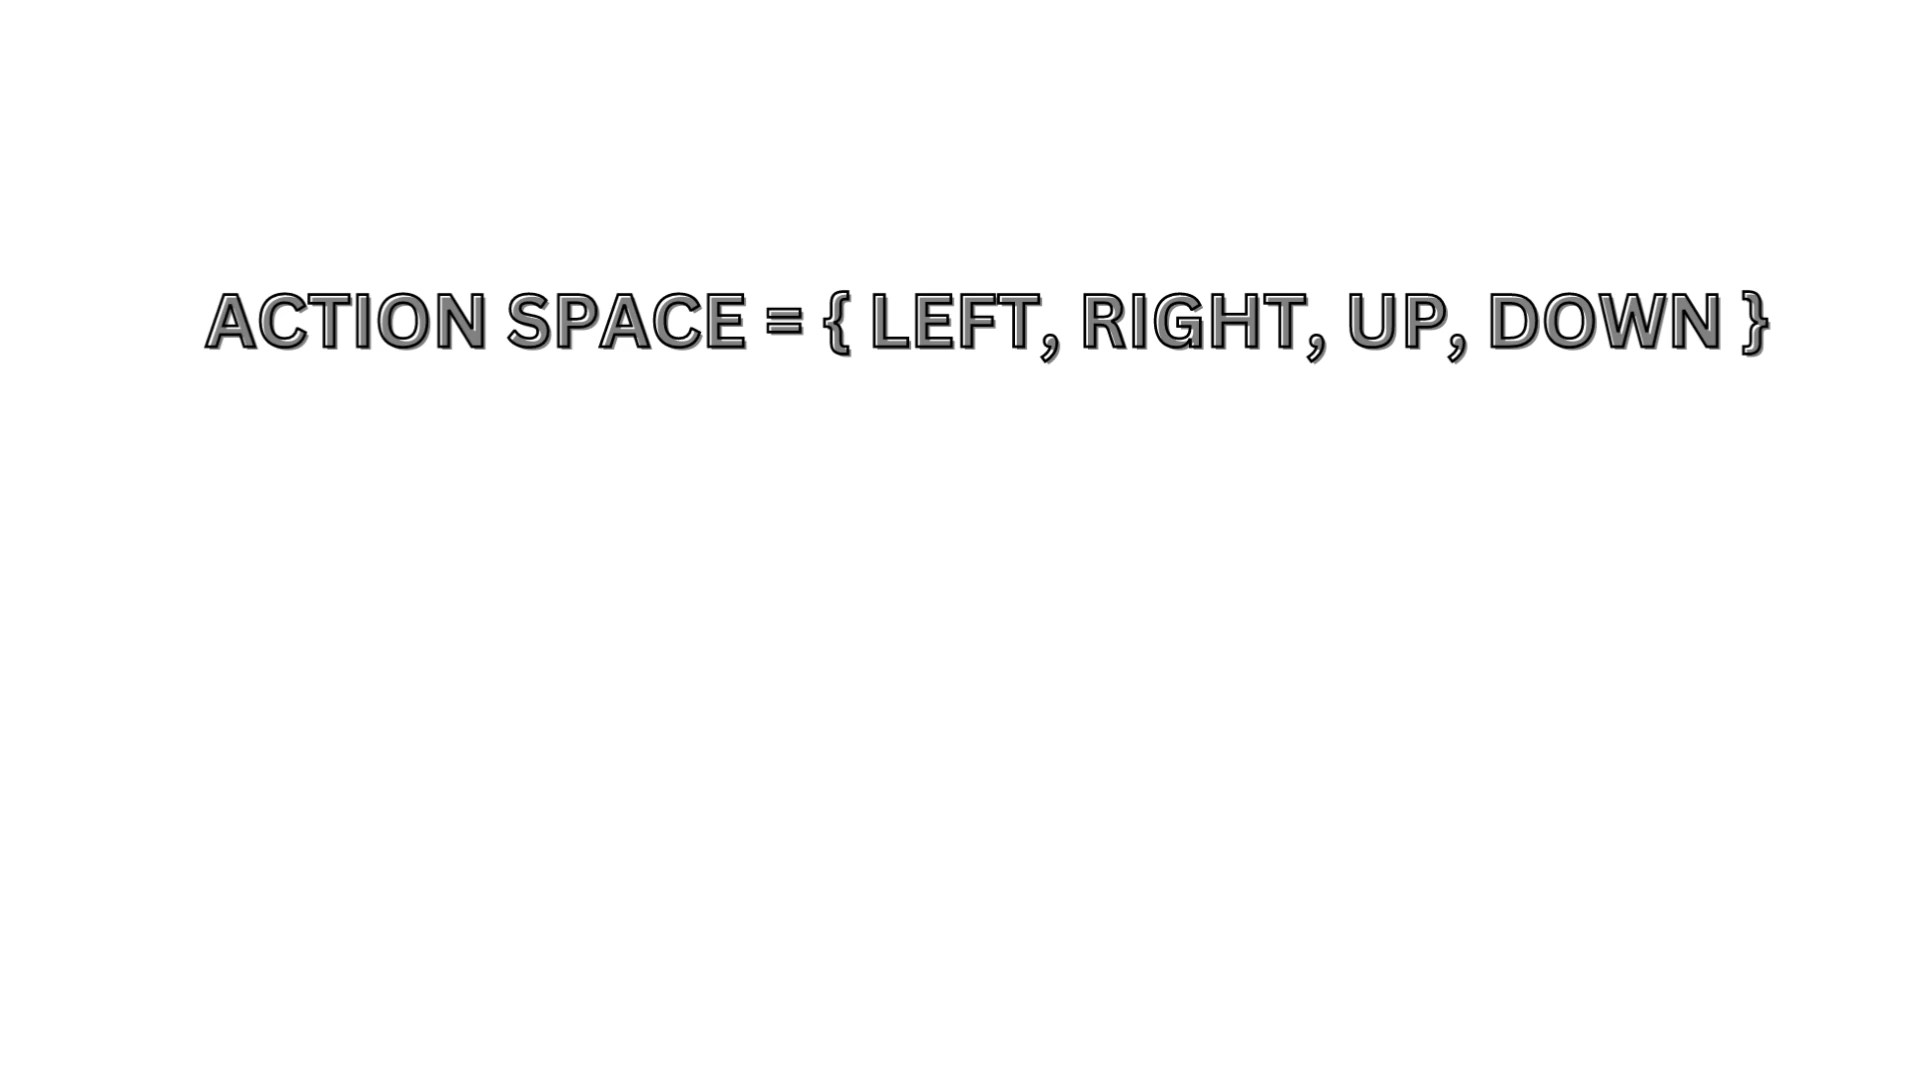 ACTION SPACE = { LEFT, RIGHT, UP, DOWN }